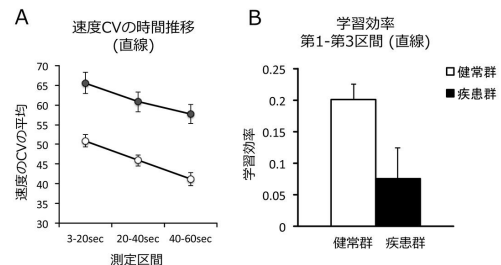 A
速度CVの時間推移
(直線)
速度のCVの平均
70
65
60
55
50
45
40
35
30
3-20sec
20-40sec
40-60sec
測定区間
B
学習効率
第1-第3区間 (直線)
学習効率
0.25
0.2
0.15
0.1
0.05
0
健常群
疾患群
健常群
疾患群